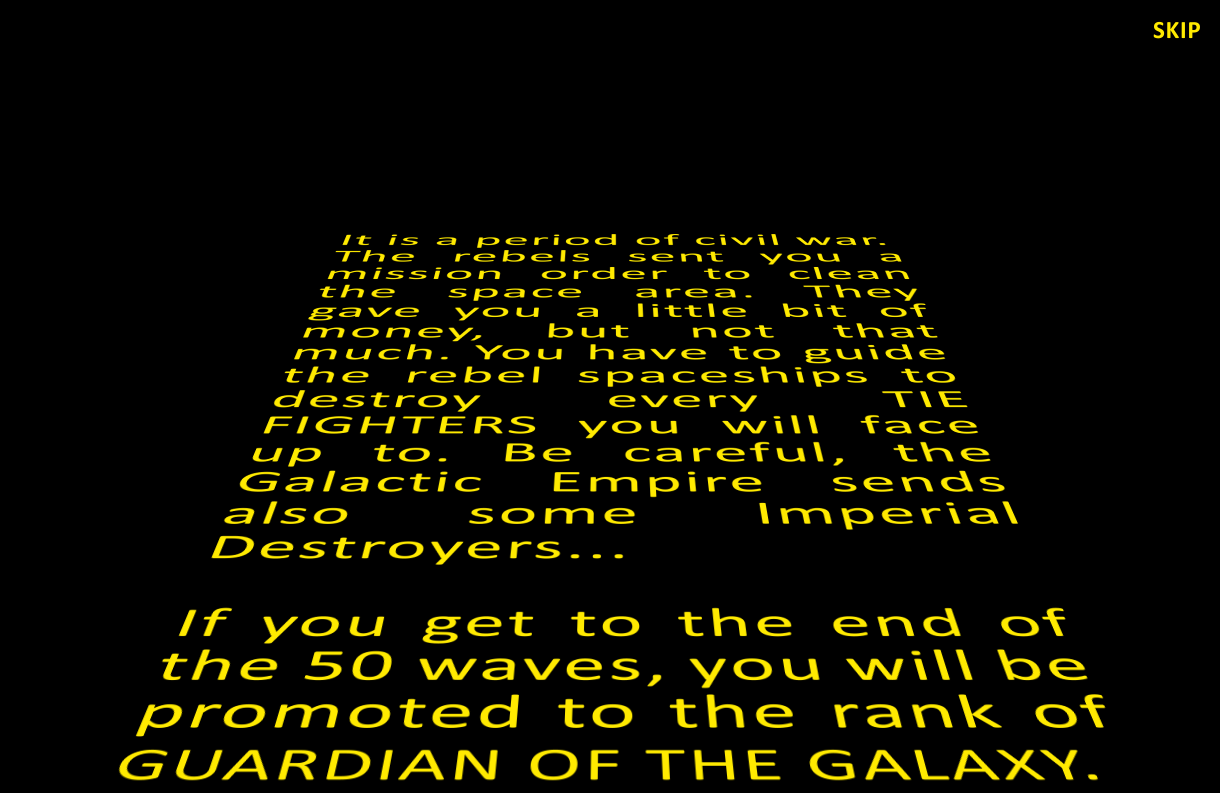 SKIP
It is a period of civil war.
The rebels sent you a
mission order to clean
the space area. They
gave you a little bit of
money, but not that
much. You have to guide
the rebel spaceships to
destroy every TIE
FIGHTERS you will face
up to. Be careful, the
Galactic Empire sends
also some Imperial
Destroyers...
If you get to the end of
the 50 waves, you will be
promoted to the rank of
GUARDIAN OF THE GALAXY.